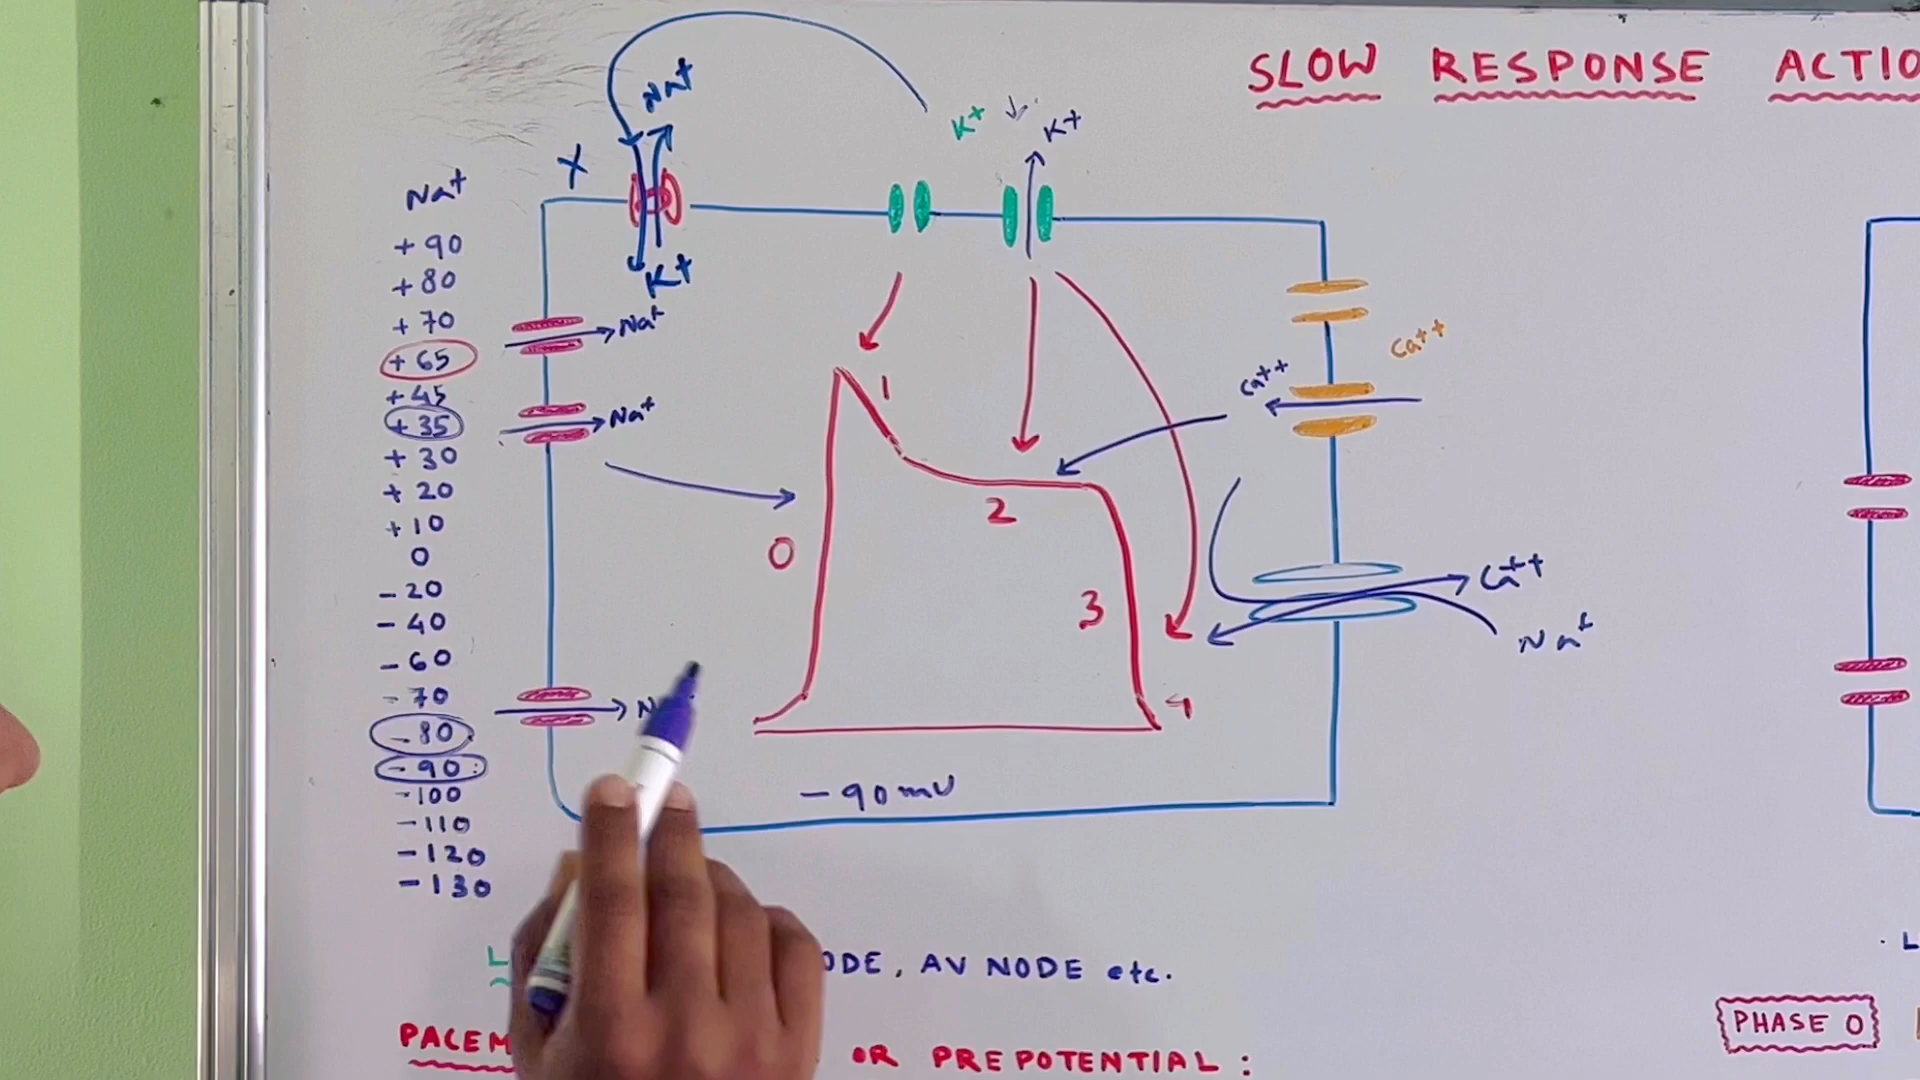 SLOW RESPONSE ACTIO
Na+
K+ ↓ K+
X
K+
Na+
+90
+80
+70
+65
+45
+35
+30
+20
+10
0
-20
-40
-60
-70
-80
-90
-100
-110
-120
-130
Na+
Na+
Ca++
Ca++
1
2
0
3
4
Ca++
Na+
-90mV
ODE, AV NODE etc.
PACEM
OR PREPOTENTIAL :
PHASE 0